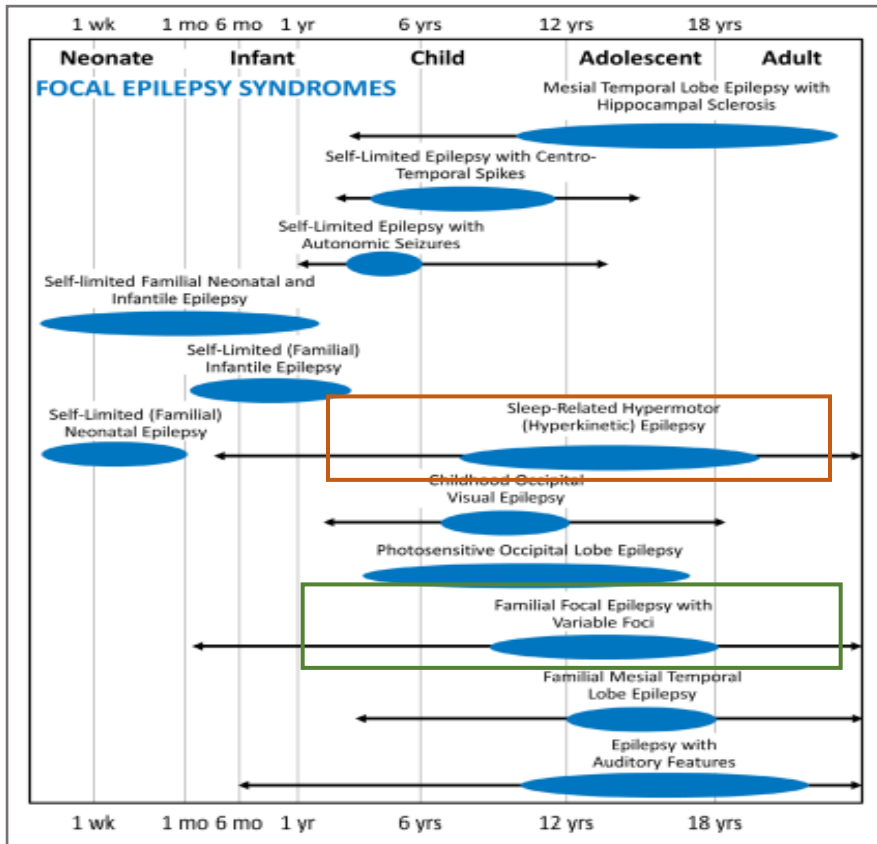 1 wk 1 mo 6 mo 1 yr 6 yrs 12 yrs 18 yrs
Neonate Infant Child Adolescent Adult
FOCAL EPILEPSY SYNDROMES
Mesial Temporal Lobe Epilepsy with
Hippocampal Sclerosis
Self-Limited Epilepsy with Centro-
Temporal Spikes
Self-Limited Epilepsy with
Autonomic Seizures
Self-limited Familial Neonatal and
Infantile Epilepsy
Self-Limited (Familial)
Infantile Epilepsy
Self-Limited (Familial)
Neonatal Epilepsy
Sleep-Related Hypermotor
(Hyperkinetic) Epilepsy
Childhood Occipital
Visual Epilepsy
Photosensitive Occipital Lobe Epilepsy
Familial Focal Epilepsy with
Variable Foci
Familial Mesial Temporal
Lobe Epilepsy
Epilepsy with
Auditory Features
1 wk 1 mo 6 mo 1 yr 6 yrs 12 yrs 18 yrs